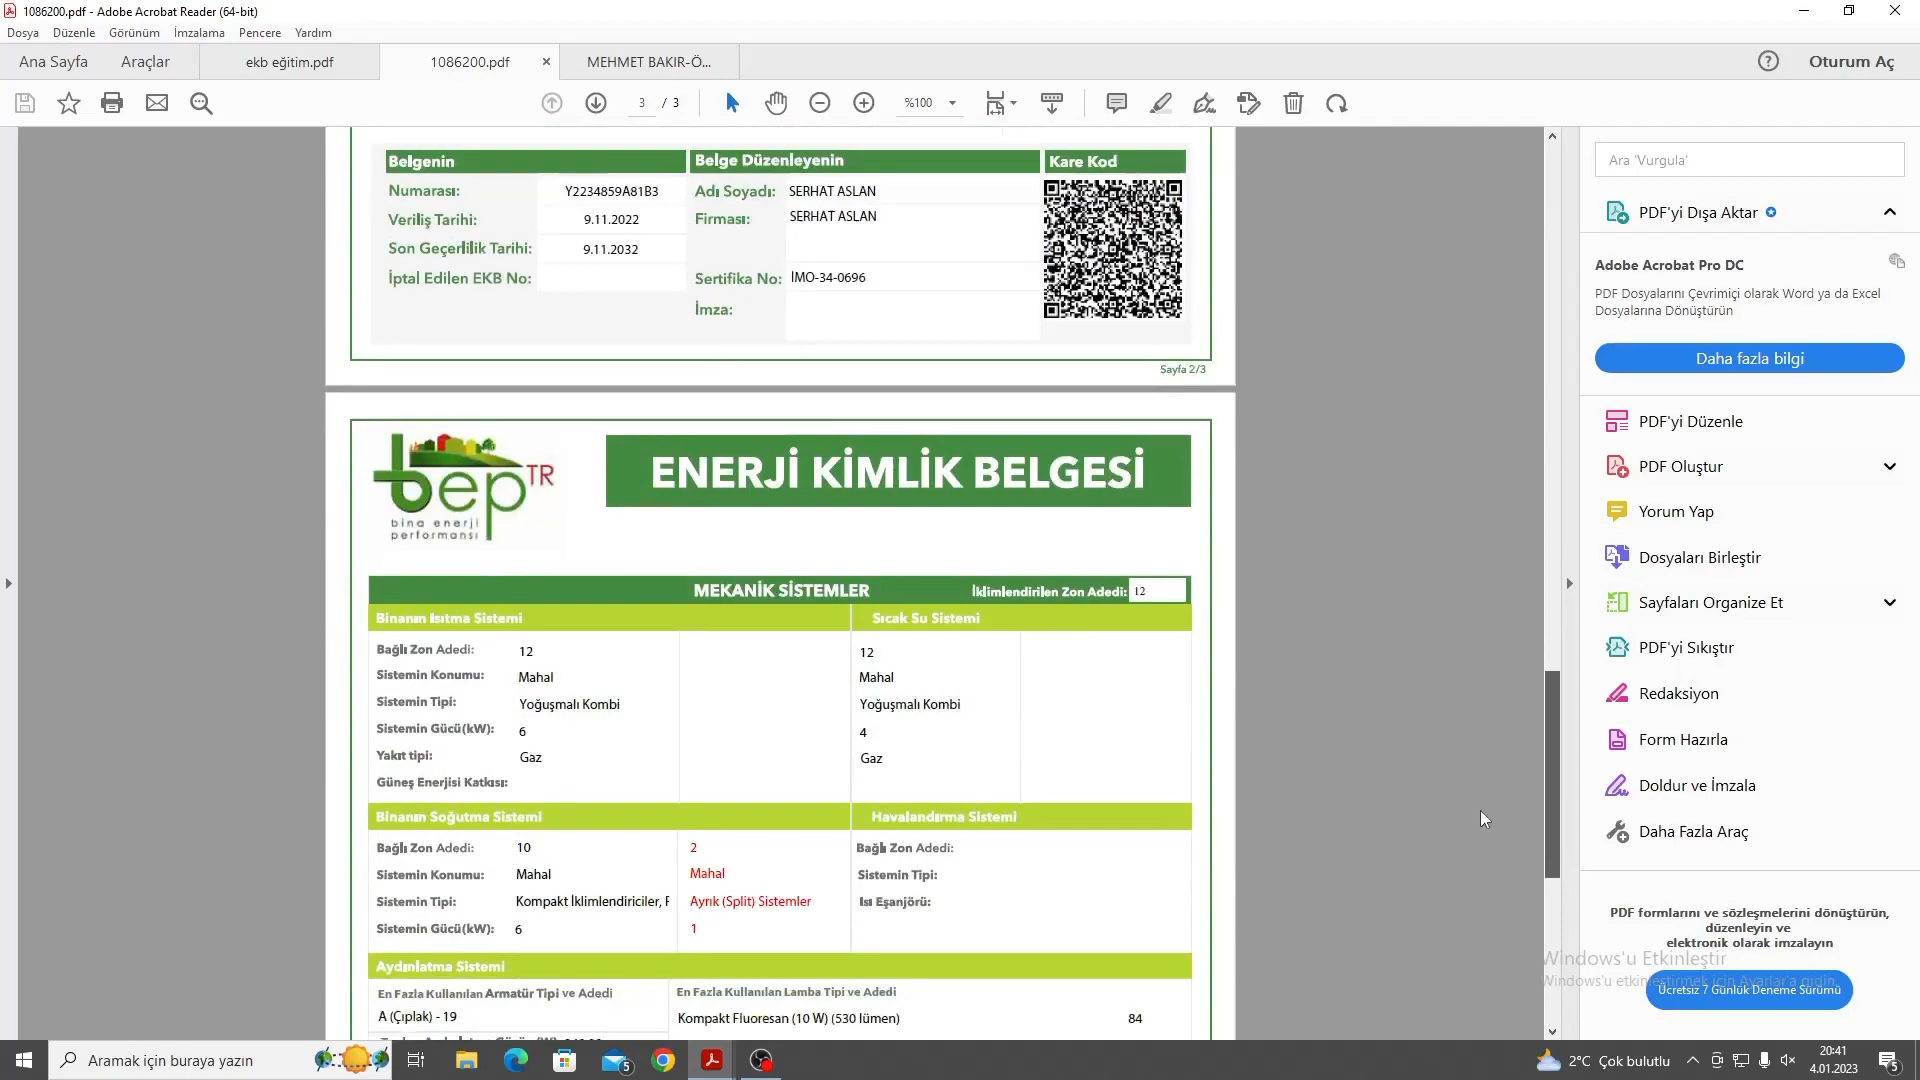 1086200.pdf - Adobe Acrobat Reader (64-bit)
Dosya Düzenle Görünüm İmzalama Pencere Yardım
Ana Sayfa Araçlar ekb eğitim.pdf 1086200.pdf MEHMET BAKIR-Ö... Oturum Aç
3 / 3 %100
Belgenin Belge Düzenleyenin Kare Kod
Numarası: Y2234859A81B3 Adı Soyadı: SERHAT ASLAN
Veriliş Tarihi: 9.11.2022 Firması: SERHAT ASLAN
Son Geçerlilik Tarihi: 9.11.2032
İptal Edilen EKB No: Sertifika No: İMO-34-0696
İmza:
Sayfa 2/3
bep TR
bina enerji
performansı
ENERJİ KİMLİK BELGESİ
MEKANİK SİSTEMLER İklimlendirilen Zon Adedi: 12
Binanın Isıtma Sistemi Sıcak Su Sistemi
Bağlı Zon Adedi: 12 12
Sistemin Konumu: Mahal Mahal
Sistemin Tipi: Yoğuşmalı Kombi Yoğuşmalı Kombi
Sistemin Gücü(kW): 6 4
Yakıt tipi: Gaz Gaz
Güneş Enerjisi Katkısı:
Binanın Soğutma Sistemi Havalandırma Sistemi
Bağlı Zon Adedi: 10 2 Bağlı Zon Adedi:
Sistemin Konumu: Mahal Mahal Sistemin Tipi:
Sistemin Tipi: Kompakt İklimlendiriciler, F Ayrık (Split) Sistemler Isı Eşanjörü:
Sistemin Gücü(kW): 6 1
Aydınlatma Sistemi
En Fazla Kullanılan Armatür Tipi ve Adedi En Fazla Kullanılan Lamba Tipi ve Adedi
A (Çıplak) - 19 Kompakt Fluoresan (10 W) (530 lümen) 84
Ara 'Vurgula'
PDF'yi Dışa Aktar
Adobe Acrobat Pro DC
PDF Dosyalarını Çevrimiçi olarak Word ya da Excel
Dosyalarına Dönüştürün
Daha fazla bilgi
PDF'yi Düzenle
PDF Oluştur
Yorum Yap
Dosyaları Birleştir
Sayfaları Organize Et
PDF'yi Sıkıştır
Redaksiyon
Form Hazırla
Doldur ve İmzala
Daha Fazla Araç
PDF formlarını ve sözleşmelerini dönüştürün,
düzenleyin ve
elektronik olarak imzalayın
Windows'u Etkinleştir
Windows'u etkinleştirmek için Ayarlar'a gidin.
Ücretsiz 7 Günlük Deneme Sürümü
Aramak için buraya yazın 5 2°C Çok bulutlu 20:41
4.01.2023 5